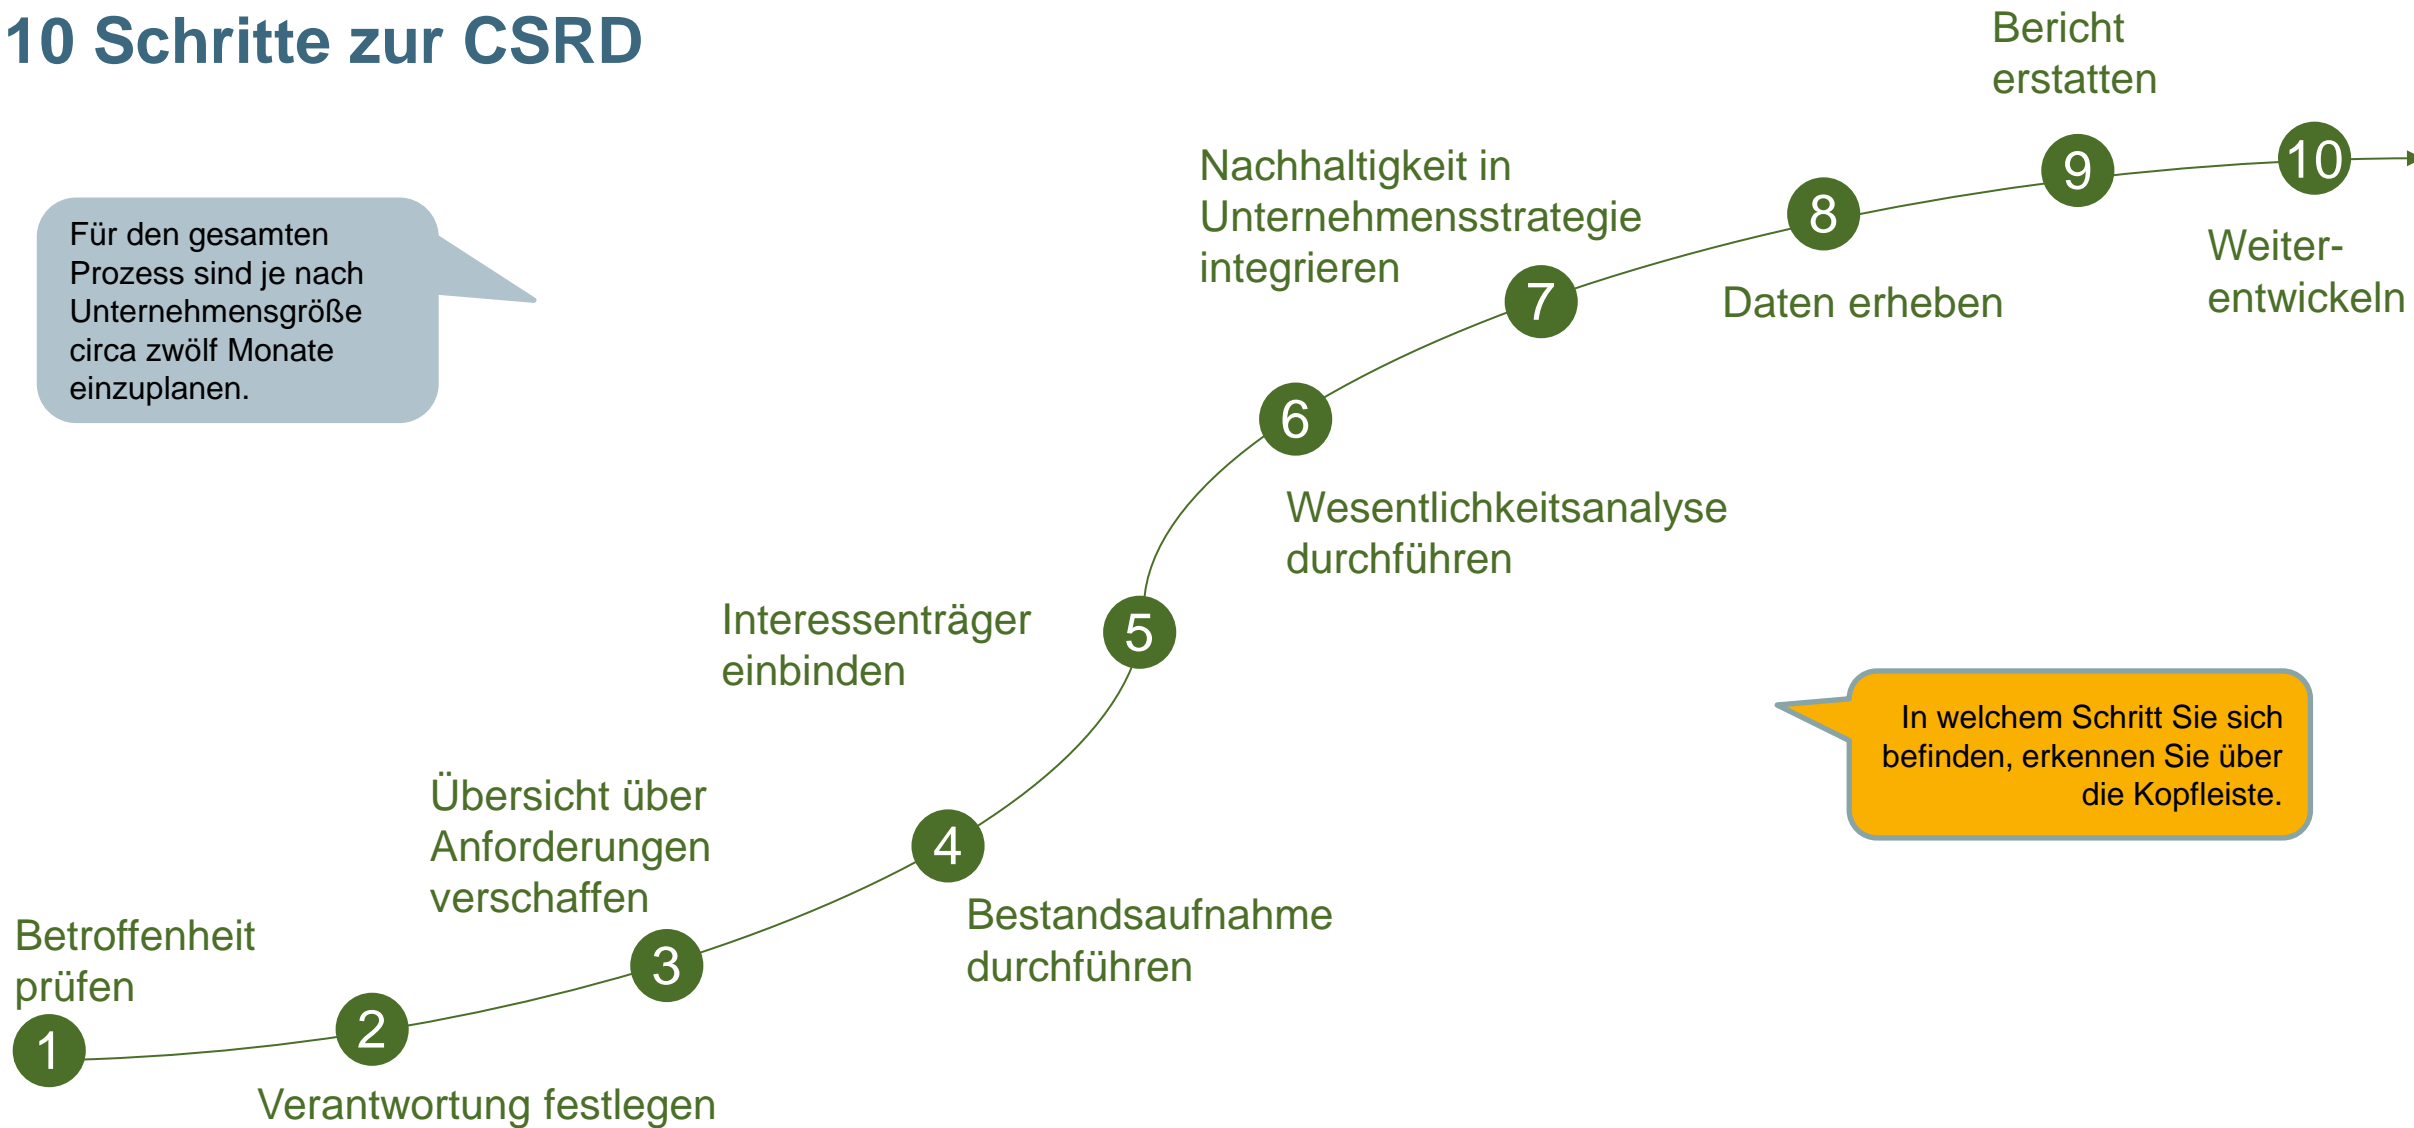 10 Schritte zur CSRD
Für den gesamten
Prozess sind je nach
Unternehmensgröße
circa zwölf Monate
einzuplanen.
Betroffenheit
prüfen
1
2
Verantwortung festlegen
Übersicht über
Anforderungen
verschaffen
3
4
Bestandsaufnahme
durchführen
Interessenträger
einbinden
5
6
Wesentlichkeitsanalyse
durchführen
Nachhaltigkeit in
Unternehmensstrategie
integrieren
7
8
Daten erheben
Bericht
erstatten
9
10
Weiter-
entwickeln
In welchem Schritt Sie sich
befinden, erkennen Sie über
die Kopfleiste.